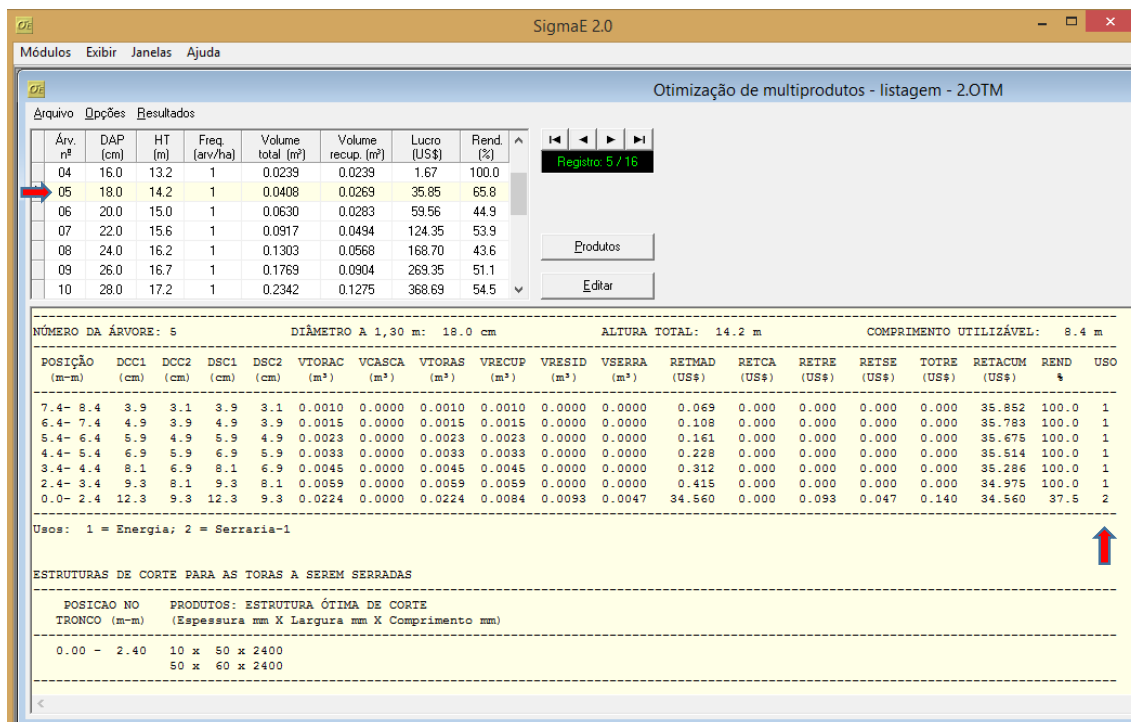 SigmaE 2.0
Módulos Exibir Janelas Ajuda
Otimização de multiprodutos - listagem - 2.OTM
Arquivo Opções Resultados
Árv. nº DAP (cm) HT (m) Freq. (arv/ha) Volume total (m³) Volume recup. (m³) Lucro (US$) Rend. (%)
04 16.0 13.2 1 0.0239 0.0239 1.67 100.0
05 18.0 14.2 1 0.0408 0.0269 35.85 65.8
06 20.0 15.0 1 0.0630 0.0283 59.56 44.9
07 22.0 15.6 1 0.0917 0.0494 124.35 53.9
08 24.0 16.2 1 0.1303 0.0568 168.70 43.6
09 26.0 16.7 1 0.1769 0.0904 269.35 51.1
10 28.0 17.2 1 0.2342 0.1275 368.69 54.5
Registro: 5 / 16
Produtos
Editar
NÚMERO DA ÁRVORE: 5 DIÂMETRO A 1,30 m: 18.0 cm ALTURA TOTAL: 14.2 m COMPRIMENTO UTILIZÁVEL: 8.4 m
POSIÇÃO DCC1 DCC2 DSC1 DSC2 VTORAC VCASCA VTORAS VRECUP VRESID VSERRA RETMAD RETCA RETRE RETSE TOTRE RETACUM REND USO
(m-m) (cm) (cm) (cm) (cm) (m³) (m³) (m³) (m³) (m³) (m³) (US$) (US$) (US$) (US$) (US$) (US$) %
7.4- 8.4 3.9 3.1 3.9 3.1 0.0010 0.0000 0.0010 0.0010 0.0000 0.0000 0.069 0.000 0.000 0.000 0.000 35.852 100.0 1
6.4- 7.4 4.9 3.9 4.9 3.9 0.0015 0.0000 0.0015 0.0015 0.0000 0.0000 0.108 0.000 0.000 0.000 0.000 35.783 100.0 1
5.4- 6.4 5.9 4.9 5.9 4.9 0.0023 0.0000 0.0023 0.0023 0.0000 0.0000 0.161 0.000 0.000 0.000 0.000 35.675 100.0 1
4.4- 5.4 6.9 5.9 6.9 5.9 0.0033 0.0000 0.0033 0.0033 0.0000 0.0000 0.228 0.000 0.000 0.000 0.000 35.514 100.0 1
3.4- 4.4 8.1 6.9 8.1 6.9 0.0045 0.0000 0.0045 0.0045 0.0000 0.0000 0.312 0.000 0.000 0.000 0.000 35.286 100.0 1
2.4- 3.4 9.3 8.1 9.3 8.1 0.0059 0.0000 0.0059 0.0059 0.0000 0.0000 0.415 0.000 0.000 0.000 0.000 34.975 100.0 1
0.0- 2.4 12.3 9.3 12.3 9.3 0.0224 0.0000 0.0224 0.0084 0.0093 0.0047 34.560 0.000 0.093 0.047 0.140 34.560 37.5 2
Usos: 1 = Energia; 2 = Serraria-1
ESTRUTURAS DE CORTE PARA AS TORAS A SEREM SERRADAS
POSICAO NO PRODUTOS: ESTRUTURA ÓTIMA DE CORTE
TRONCO (m-m) (Espessura mm X Largura mm X Comprimento mm)
0.00 - 2.40 10 x 50 x 2400
50 x 60 x 2400